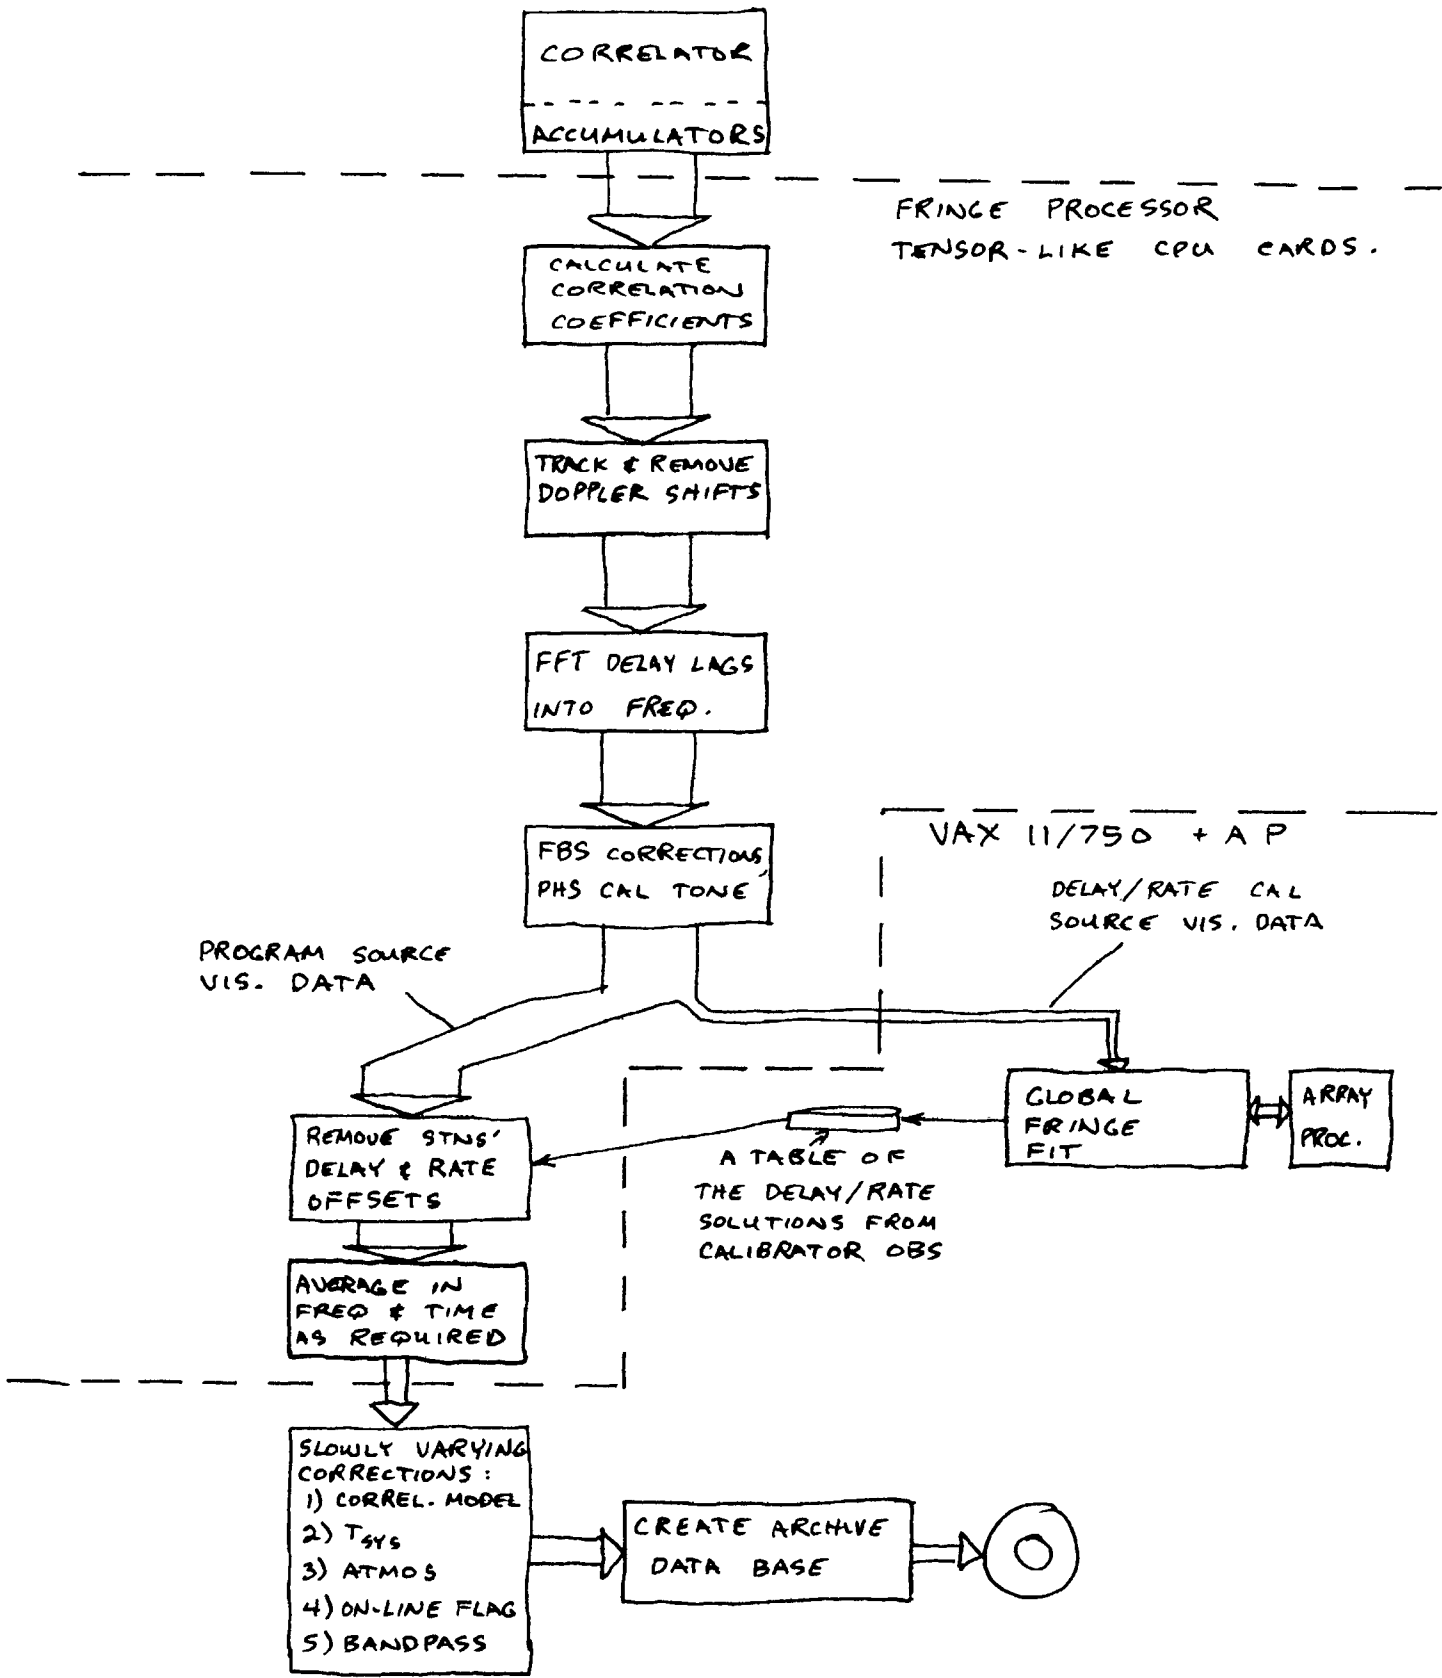 CORRELATOR
ACCUMULATORS
FRINGE PROCESSOR
TENSOR-LIKE CPU CARDS.
CALCULATE
CORRELATION
COEFFICIENTS
TRACK & REMOVE
DOPPLER SHIFTS
FFT DELAY LAGS
INTO FREQ.
FBS CORRECTIONS,
PHS CAL TONE
VAX 11/750 + AP
DELAY/RATE CAL
SOURCE VIS. DATA
PROGRAM SOURCE
VIS. DATA
GLOBAL
FRINGE
FIT
ARRAY
PROC.
REMOVE STNS'
DELAY & RATE
OFFSETS
A TABLE OF
THE DELAY/RATE
SOLUTIONS FROM
CALIBRATOR OBS
AVERAGE IN
FREQ & TIME
AS REQUIRED
SLOWLY VARYING
CORRECTIONS:
1) CORREL. MODEL
2) TSYS
3) ATMOS
4) ON-LINE FLAG
5) BANDPASS
CREATE ARCHIVE
DATA BASE